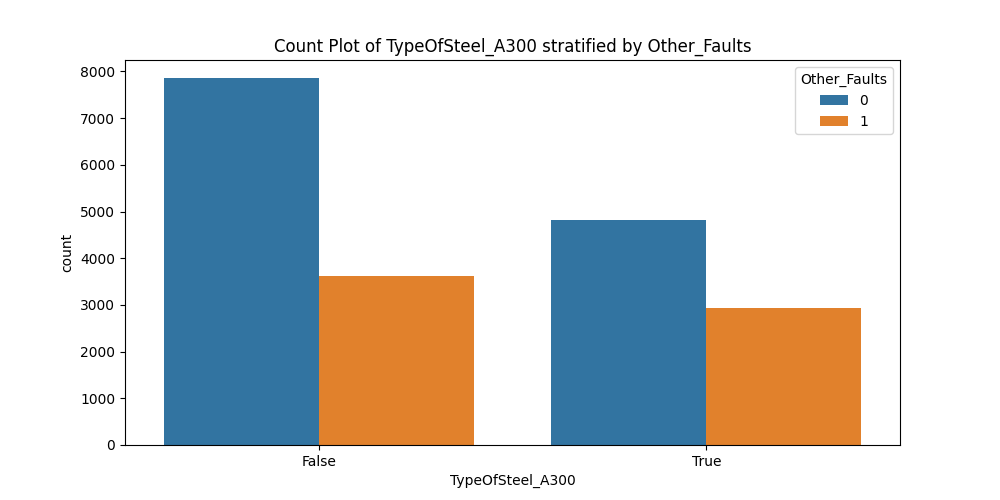 Count Plot of TypeOfSteel_A300 stratified by Other_Faults
Other_Faults
0
1
8000
7000
6000
5000
4000
3000
2000
1000
0
count
False
True
TypeOfSteel_A300